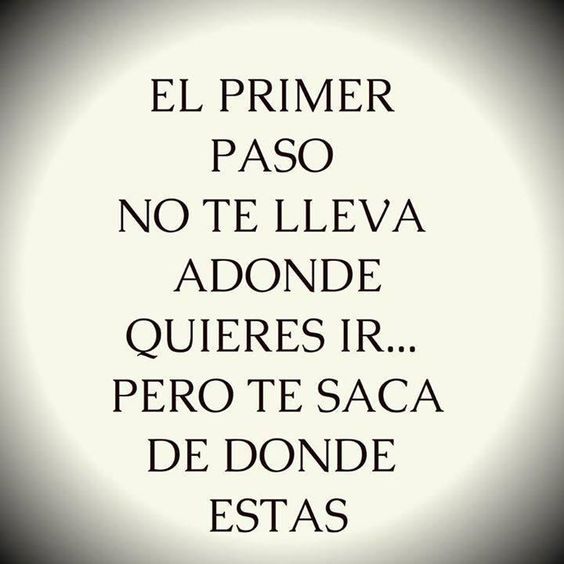 EL PRIMER
PASO
NO TE LLEVA
ADONDE
QUIERES IR...
PERO TE SACA
DE DONDE
ESTAS